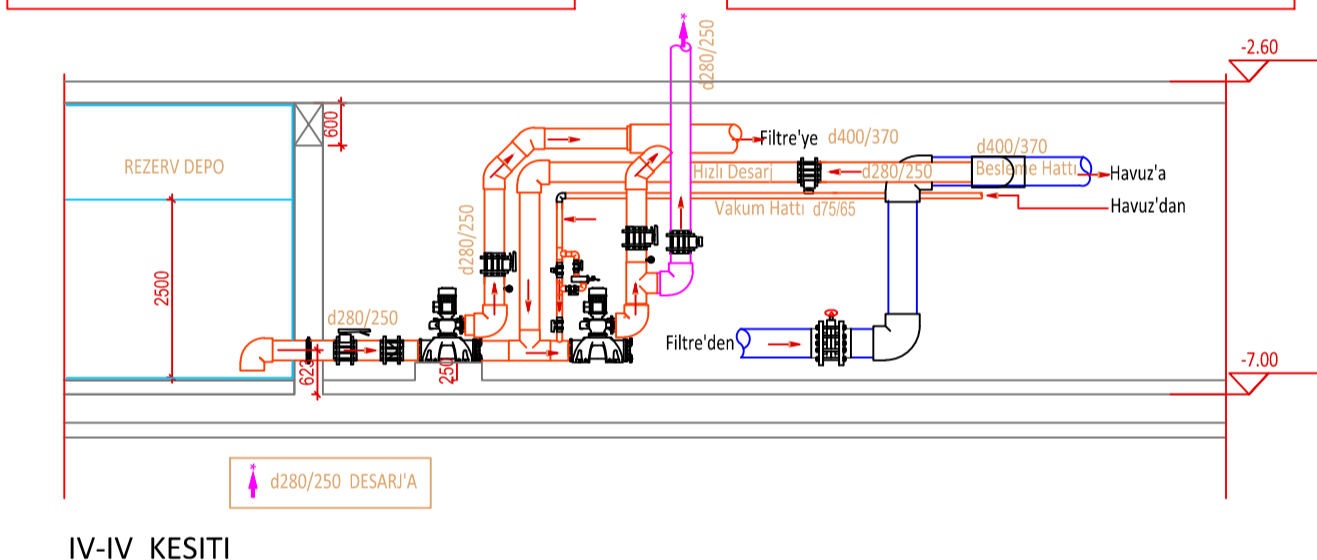 -2.60
d280/250
600
Filtre'ye
d400/370
d400/370
REZERV DEPO
Hızlı Desarj
d280/250
Besleme Hattı
Havuz'a
Vakum Hattı d75/65
Havuz'dan
d280/250
2500
d280/250
Filtre'den
623
250
-7.00
* d280/250 DESARJ'A
IV-IV KESITI